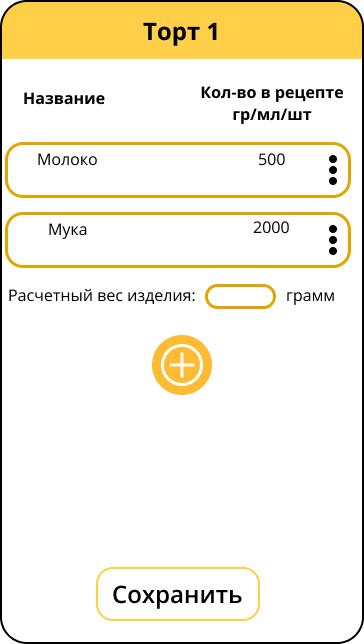 Торт 1
Название
Кол-во в рецепте
гр/мл/шт
Молоко 500
Мука 2000
Расчетный вес изделия: грамм
Сохранить